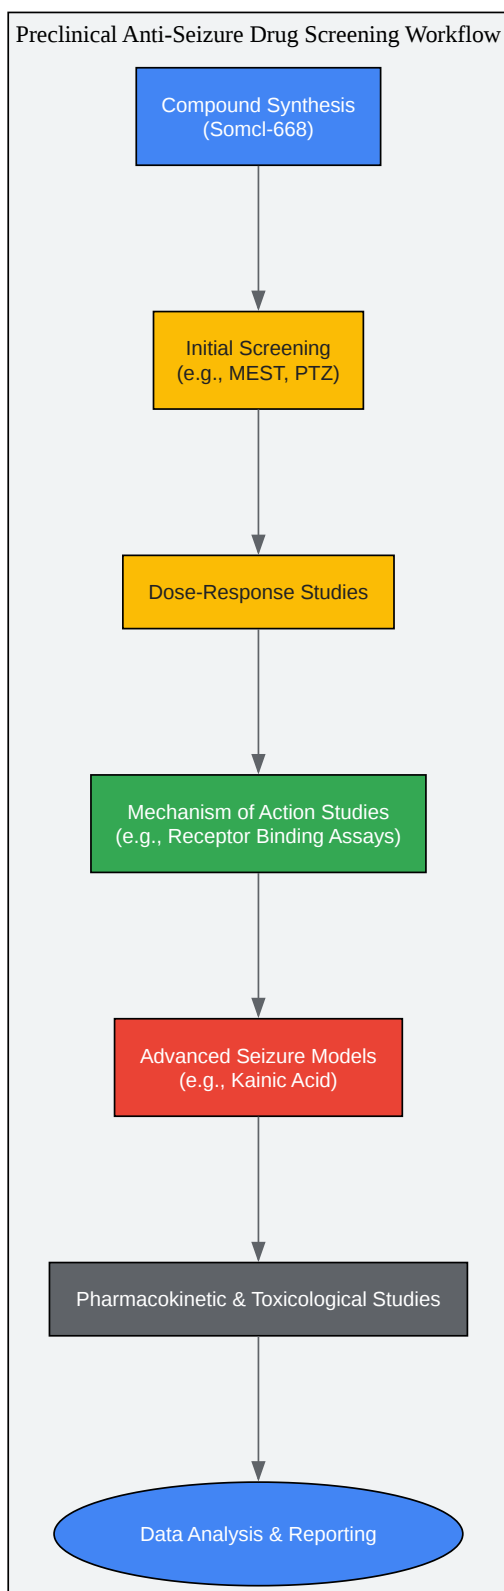 Preclinical Anti-Seizure Drug Screening Workflow
Compound Synthesis
(Somcl-668)
Initial Screening
(e.g., MEST, PTZ)
Dose-Response Studies
Mechanism of Action Studies
(e.g., Receptor Binding Assays)
Advanced Seizure Models
(e.g., Kainic Acid)
Pharmacokinetic & Toxicological Studies
Data Analysis & Reporting